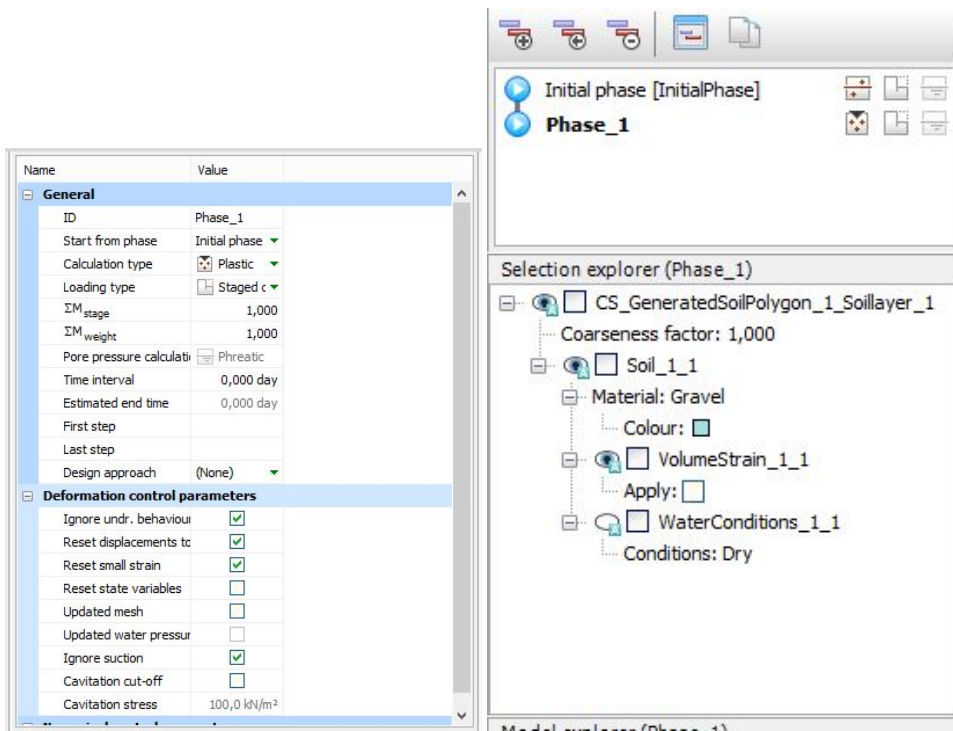 Name Value
General
ID Phase_1
Start from phase Initial phase
Calculation type Plastic
Loading type Staged c
ΣMstage 1,000
ΣMweight 1,000
Pore pressure calculati Phreatic
Time interval 0,000 day
Estimated end time 0,000 day
First step
Last step
Design approach (None)
Deformation control parameters
Ignore undr. behaviour
Reset displacements to
Reset small strain
Reset state variables
Updated mesh
Updated water pressur
Ignore suction
Cavitation cut-off
Cavitation stress 100,0 kN/m²
Initial phase [InitialPhase]
Phase_1
Selection explorer (Phase_1)
CS_GeneratedSoilPolygon_1_Soillayer_1
Coarseness factor: 1,000
Soil_1_1
Material: Gravel
Colour:
VolumeStrain_1_1
Apply:
WaterConditions_1_1
Conditions: Dry
Model explorer (Phase_1)